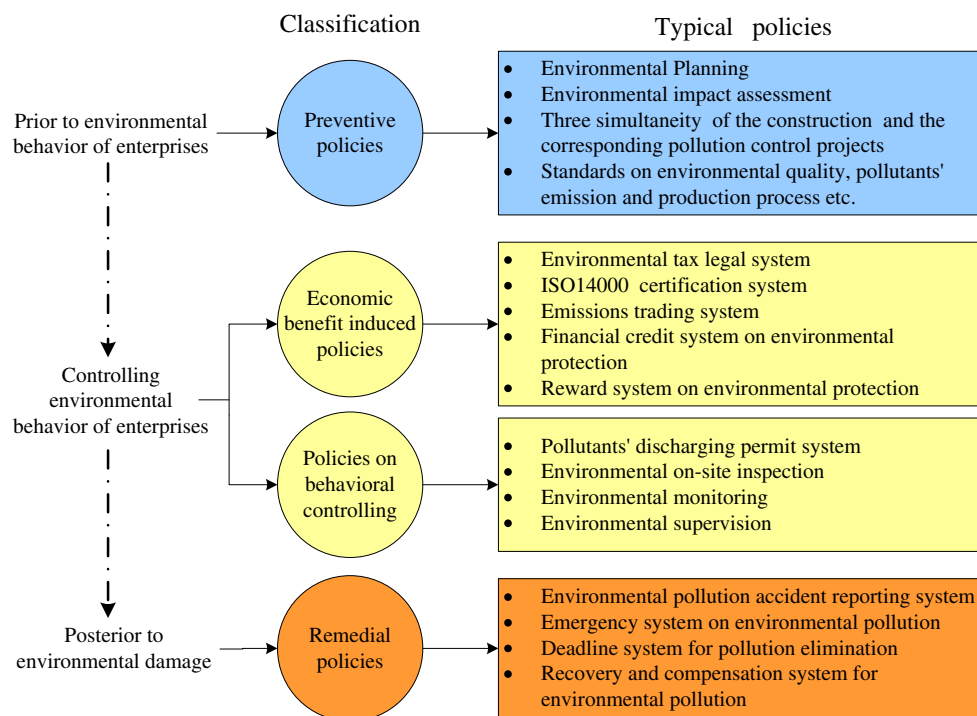 Classification
Typical policies
Prior to environmental
behavior of enterprises
Preventive
policies
• Environmental Planning
• Environmental impact assessment
• Three simultaneity of the construction and the
corresponding pollution control projects
• Standards on environmental quality, pollutants'
emission and production process etc.
Controlling
environmental
behavior of enterprises
Economic
benefit induced
policies
• Environmental tax legal system
• ISO14000 certification system
• Emissions trading system
• Financial credit system on environmental
protection
• Reward system on environmental protection
Policies on
behavioral
controlling
• Pollutants' discharging permit system
• Environmental on-site inspection
• Environmental monitoring
• Environmental supervision
Posterior to
environmental damage
Remedial
policies
• Environmental pollution accident reporting system
• Emergency system on environmental pollution
• Deadline system for pollution elimination
• Recovery and compensation system for
environmental pollution